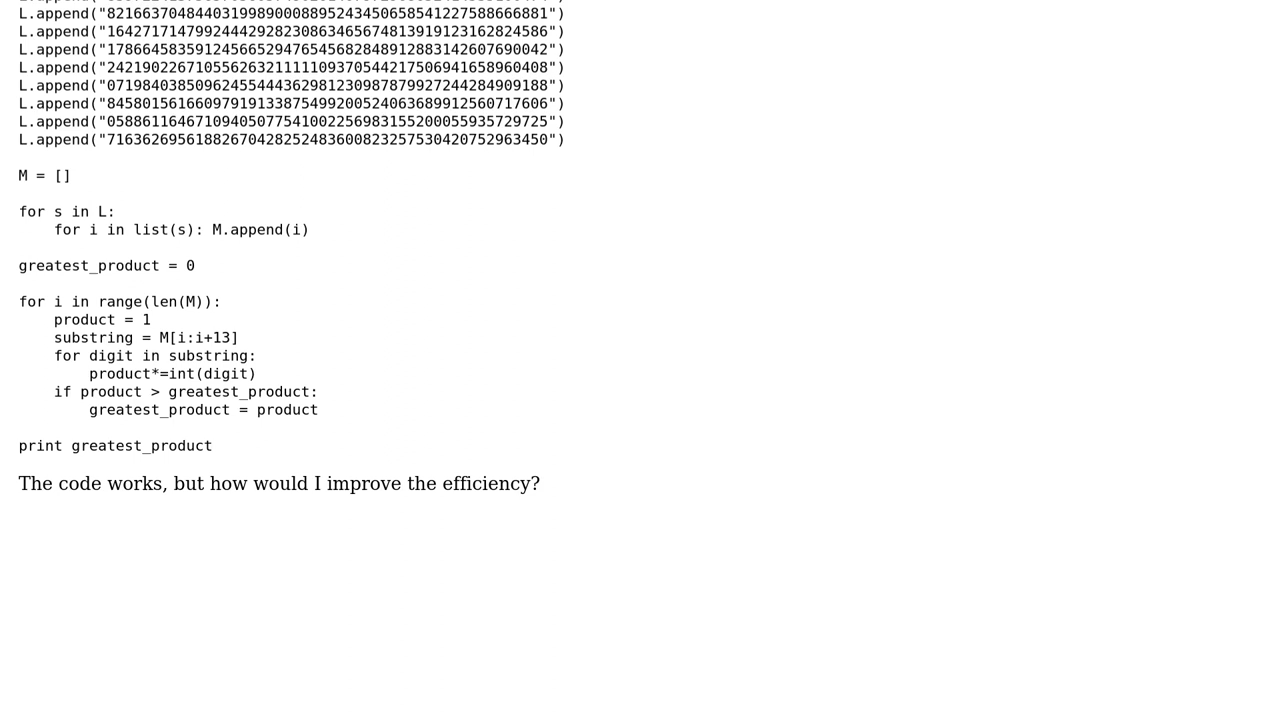 L.append("82166370484403199890008895243450658541227588666881")
L.append("16427171479924442928230863465674813919123162824586")
L.append("17866458359124566529476545682848912883142607690042")
L.append("24219022671055626321111109370544217506941658960408")
L.append("07198403850962455444362981230987879927244284909188")
L.append("84580156166097919133875499200524063689912560717606")
L.append("05886116467109405077541002256983155200055935729725")
L.append("71636269561882670428252483600823257530420752963450")
M = []
for s in L:
    for i in list(s): M.append(i)
greatest_product = 0
for i in range(len(M)):
    product = 1
    substring = M[i:i+13]
    for digit in substring:
        product*=int(digit)
    if product > greatest_product:
        greatest_product = product
print greatest_product
The code works, but how would I improve the efficiency?